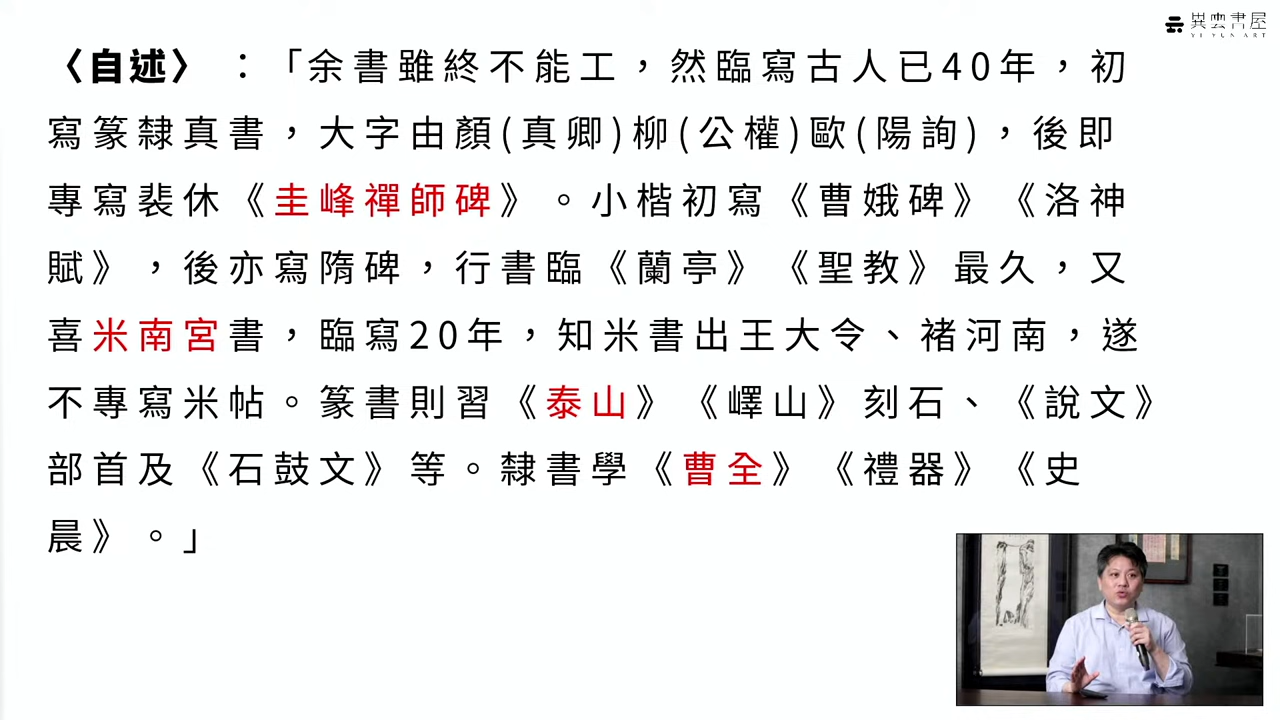 異雲書屋
YI YUN ART
〈自述〉：「余書雖終不能工，然臨寫古人已40年，初
寫篆隸真書，大字由顏(真卿)柳(公權)歐(陽詢)，後即
專寫裴休《圭峰禪師碑》。小楷初寫《曹娥碑》《洛神
賦》，後亦寫隋碑，行書臨《蘭亭》《聖教》最久，又
喜米南宮書，臨寫20年，知米書出王大令、褚河南，遂
不專寫米帖。篆書則習《泰山》《嶧山》刻石、《說文》
部首及《石鼓文》等。隸書學《曹全》《禮器》《史
晨》。」